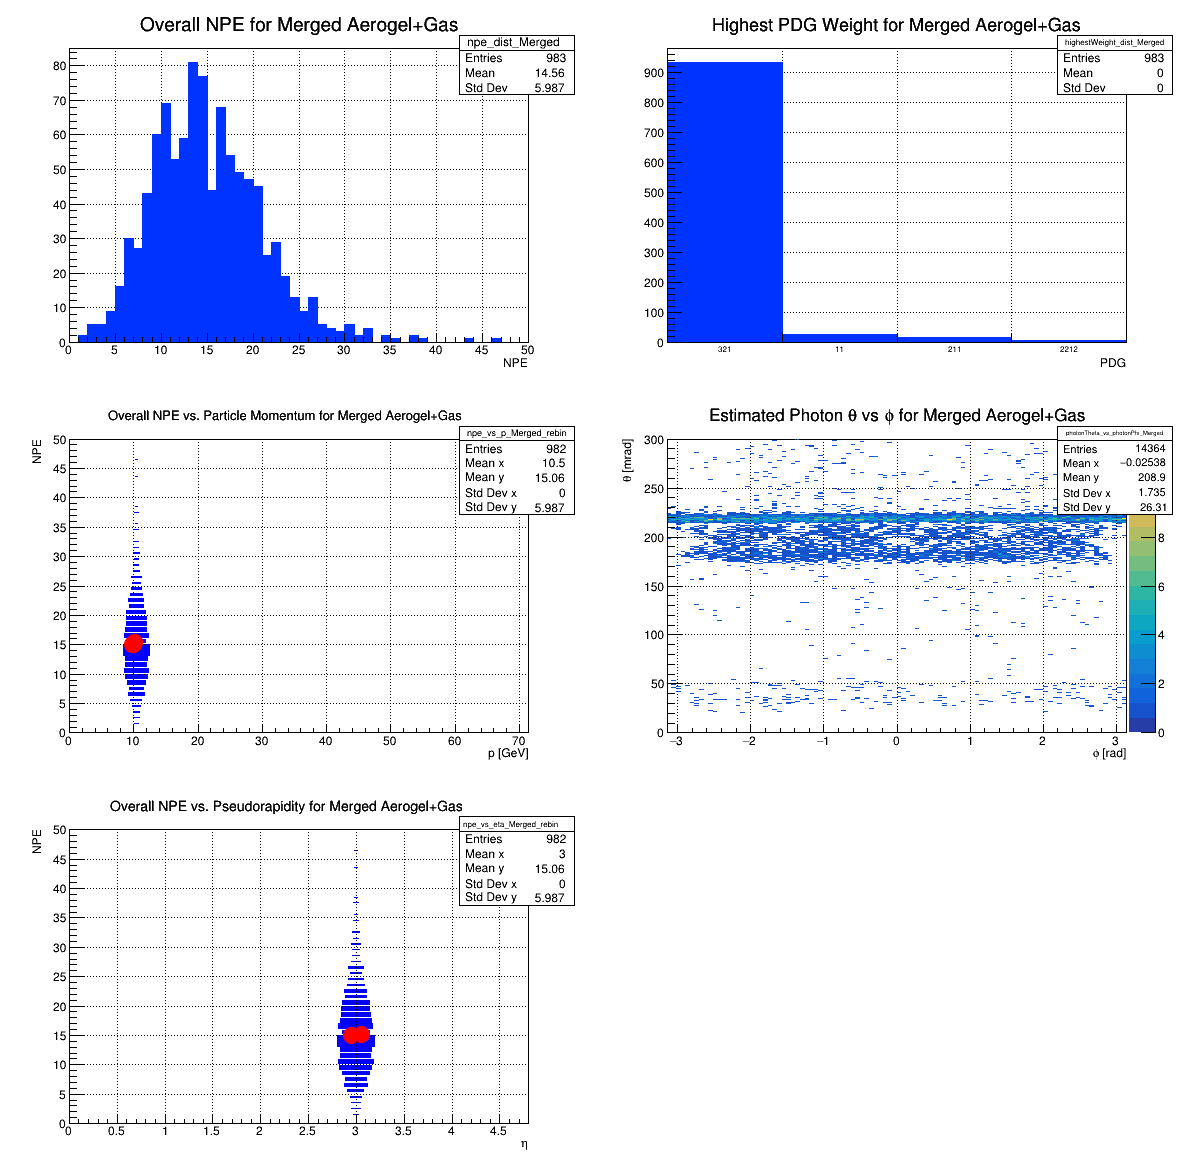 Overall NPE for Merged Aerogel+Gas
npe_dist_Merged
Entries 983
Mean 14.56
Std Dev 5.987
80
70
60
50
40
30
20
10
0
0 5 10 15 20 25 30 35 40 45 50
NPE
Highest PDG Weight for Merged Aerogel+Gas
highestWeight_dist_Merged
Entries 983
Mean 0
Std Dev 0
900
800
700
600
500
400
300
200
100
0
321 11 211 2212
PDG
Overall NPE vs. Particle Momentum for Merged Aerogel+Gas
npe_vs_p_Merged_rebin
Entries 982
Mean x 10.5
Mean y 15.06
Std Dev x 0
Std Dev y 5.987
NPE
50
45
40
35
30
25
20
15
10
5
0
0 10 20 30 40 50 60 70
p [GeV]
Estimated Photon θ vs ϕ for Merged Aerogel+Gas
photonTheta_vs_photonPhi_Merged
Entries 14364
Mean x −0.02538
Mean y 208.9
Std Dev x 1.735
Std Dev y 26.31
θ [mrad]
300
250
200
150
100
50
0
−3 −2 −1 0 1 2 3
ϕ [rad]
8
6
4
2
0
Overall NPE vs. Pseudorapidity for Merged Aerogel+Gas
npe_vs_eta_Merged_rebin
Entries 982
Mean x 3
Mean y 15.06
Std Dev x 0
Std Dev y 5.987
NPE
50
45
40
35
30
25
20
15
10
5
0
0 0.5 1 1.5 2 2.5 3 3.5 4 4.5
η